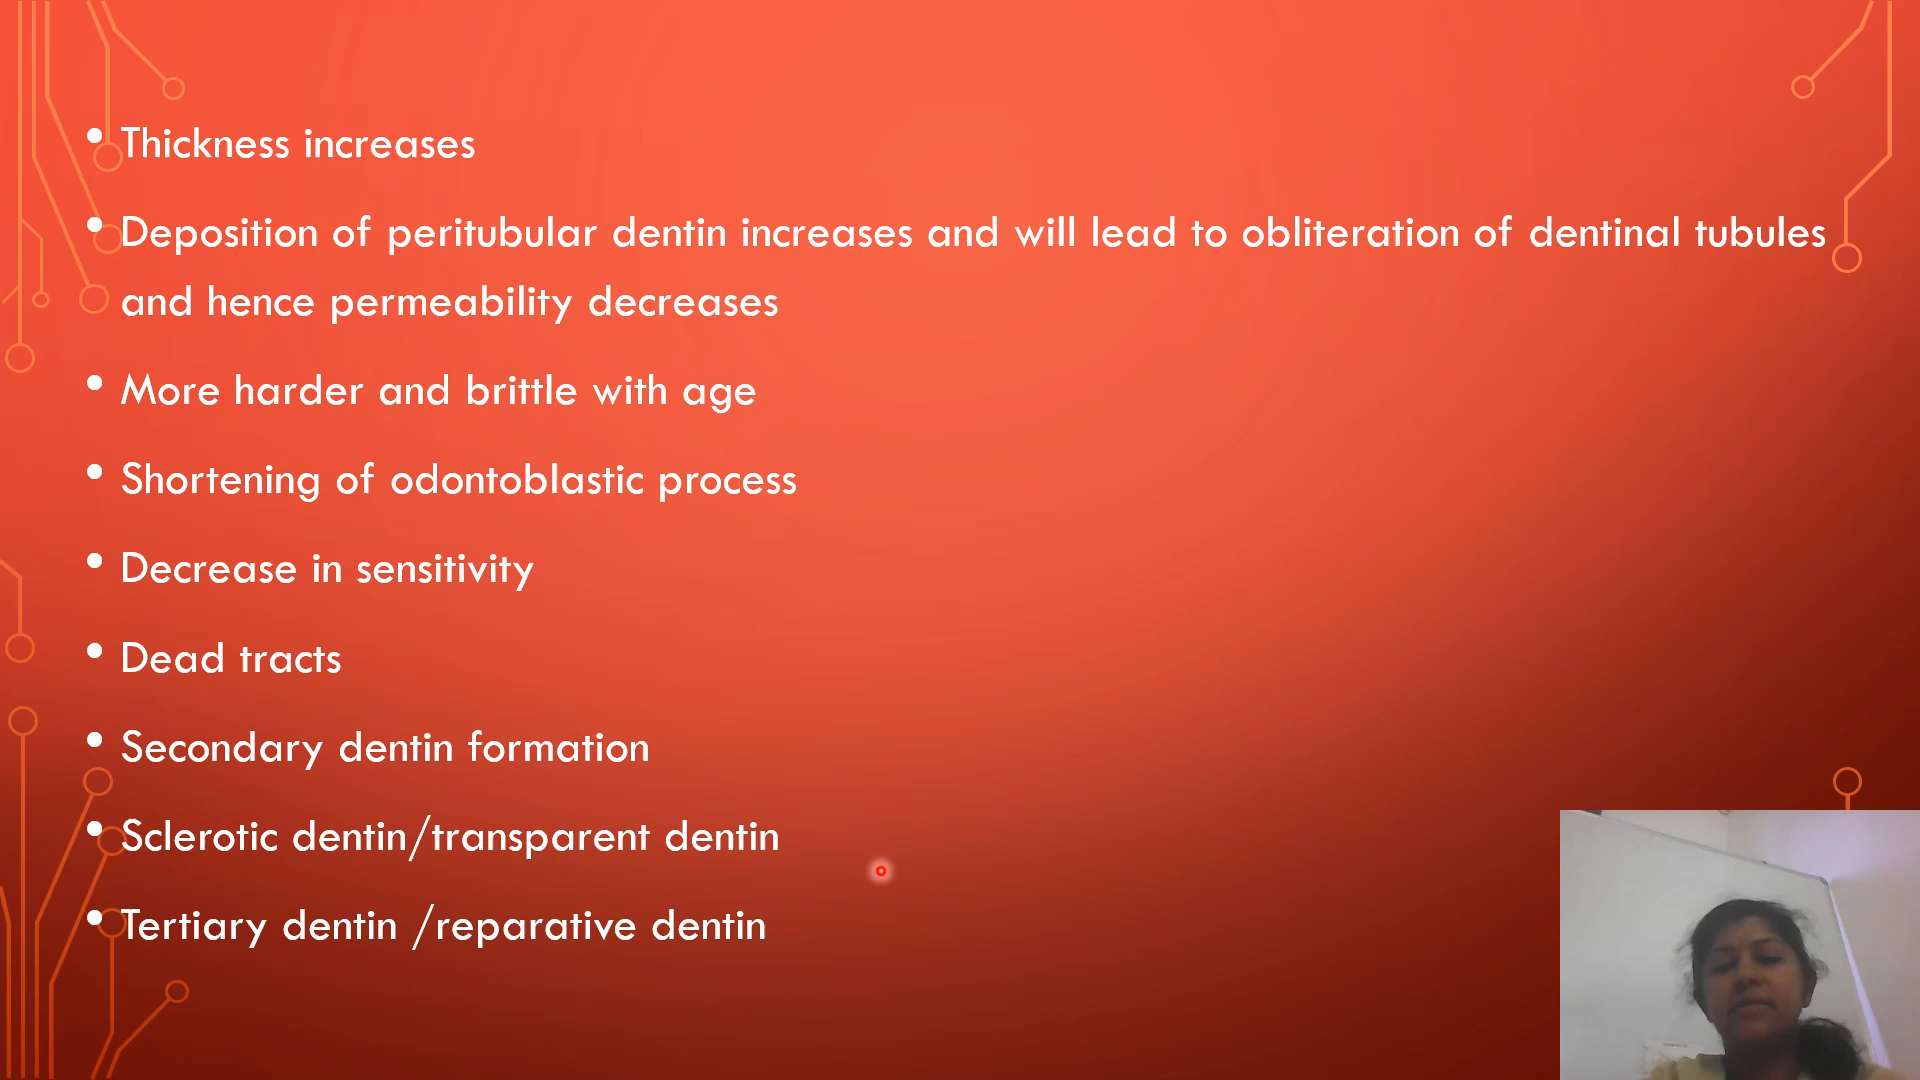 • Thickness increases
• Deposition of peritubular dentin increases and will lead to obliteration of dentinal tubules
and hence permeability decreases
• More harder and brittle with age
• Shortening of odontoblastic process
• Decrease in sensitivity
• Dead tracts
• Secondary dentin formation
• Sclerotic dentin/transparent dentin
• Tertiary dentin /reparative dentin